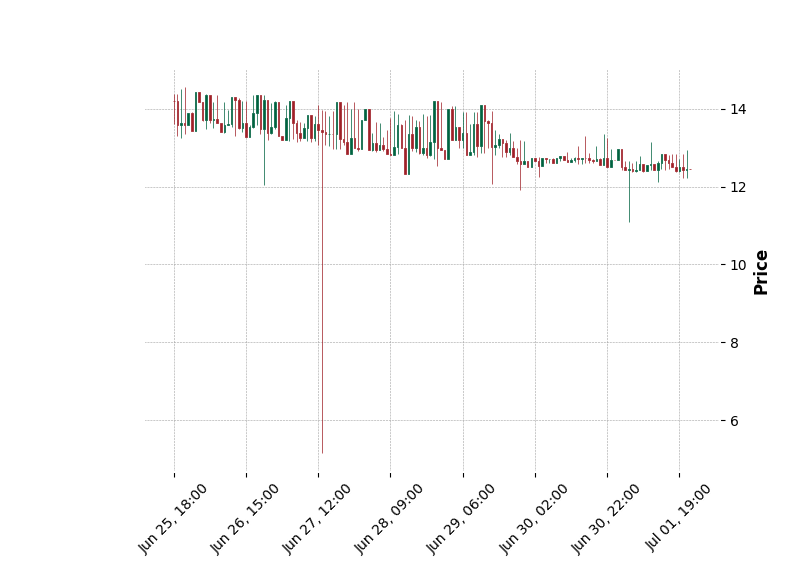 14
12
10
8
6
Price
Jun 25, 18:00
Jun 26, 15:00
Jun 27, 12:00
Jun 28, 09:00
Jun 29, 06:00
Jun 30, 02:00
Jun 30, 22:00
Jul 01, 19:00